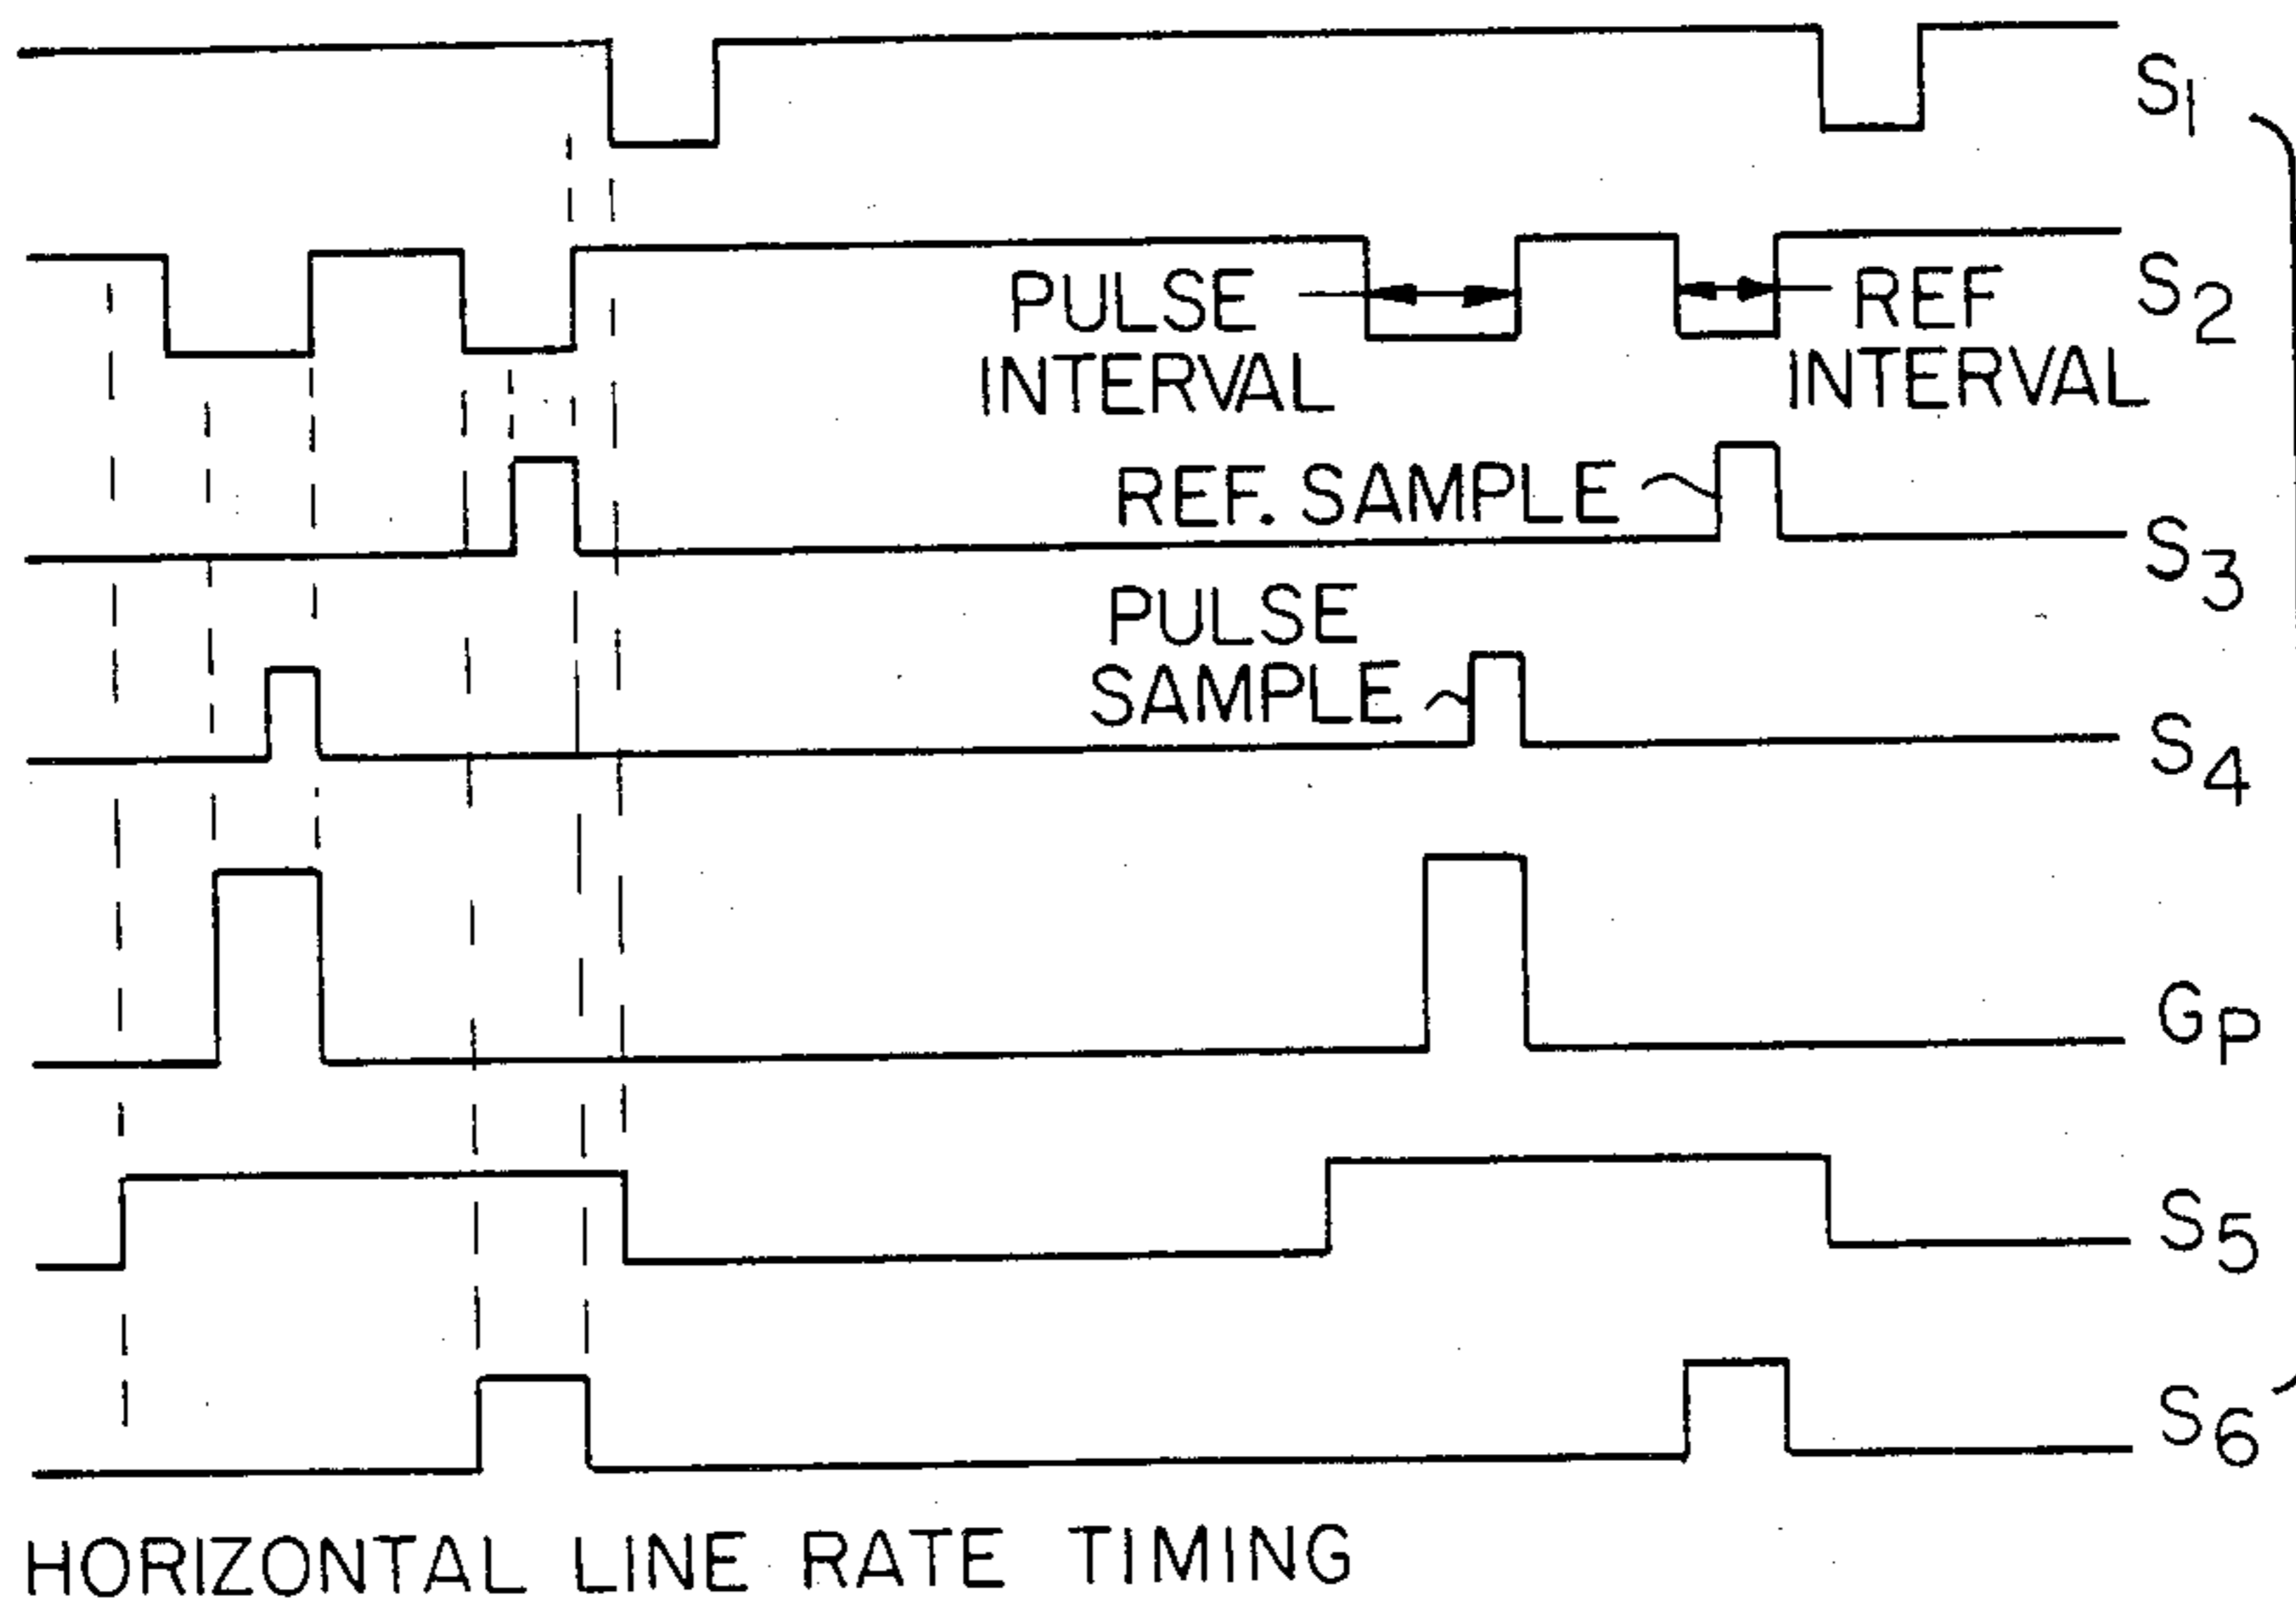 S1
PULSE
INTERVAL
REF
INTERVAL
S2
REF. SAMPLE
S3
PULSE
SAMPLE
S4
GP
S5
S6
HORIZONTAL LINE RATE TIMING